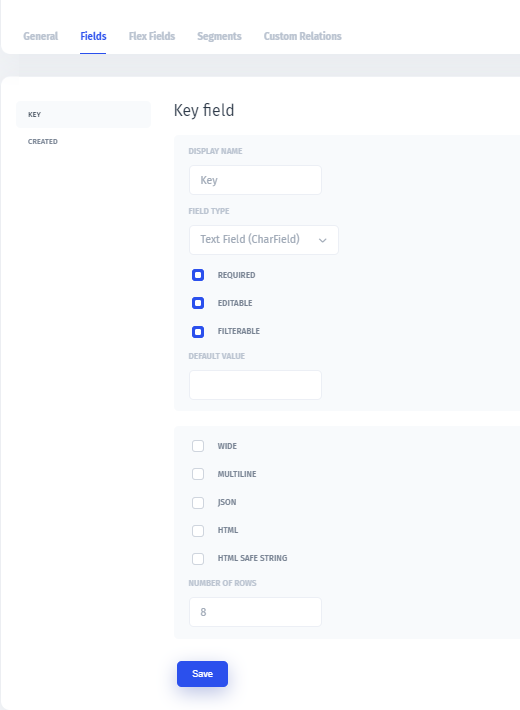 General Fields Flex Fields Segments Custom Relations
KEY
CREATED
Key field
DISPLAY NAME
Key
FIELD TYPE
Text Field (CharField)
REQUIRED
EDITABLE
FILTERABLE
DEFAULT VALUE
WIDE
MULTILINE
JSON
HTML
HTML SAFE STRING
NUMBER OF ROWS
8
Save